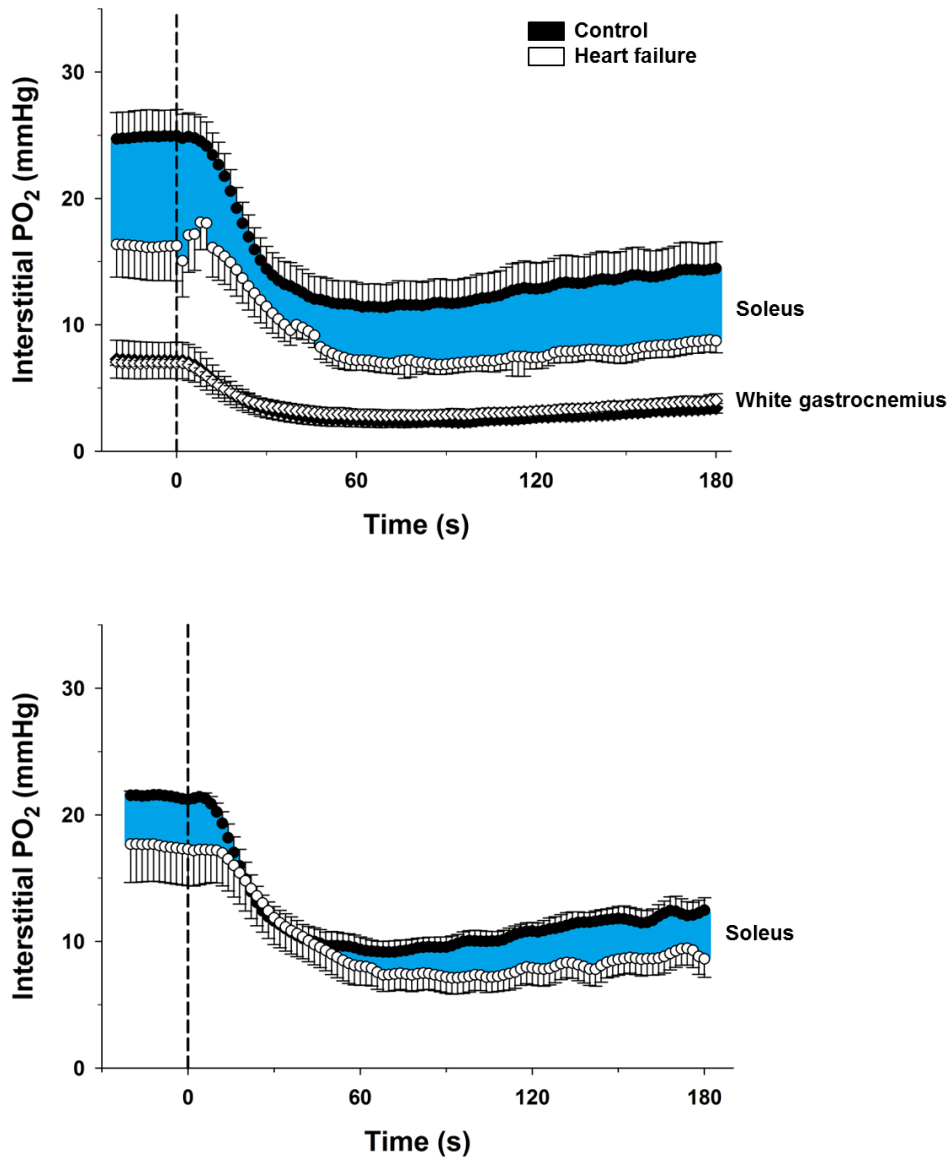 Control
Heart failure
Interstitial PO₂ (mmHg)
30
20
10
0
Soleus
White gastrocnemius
0 60 120 180
Time (s)
Interstitial PO₂ (mmHg)
30
20
10
0
Soleus
0 60 120 180
Time (s)